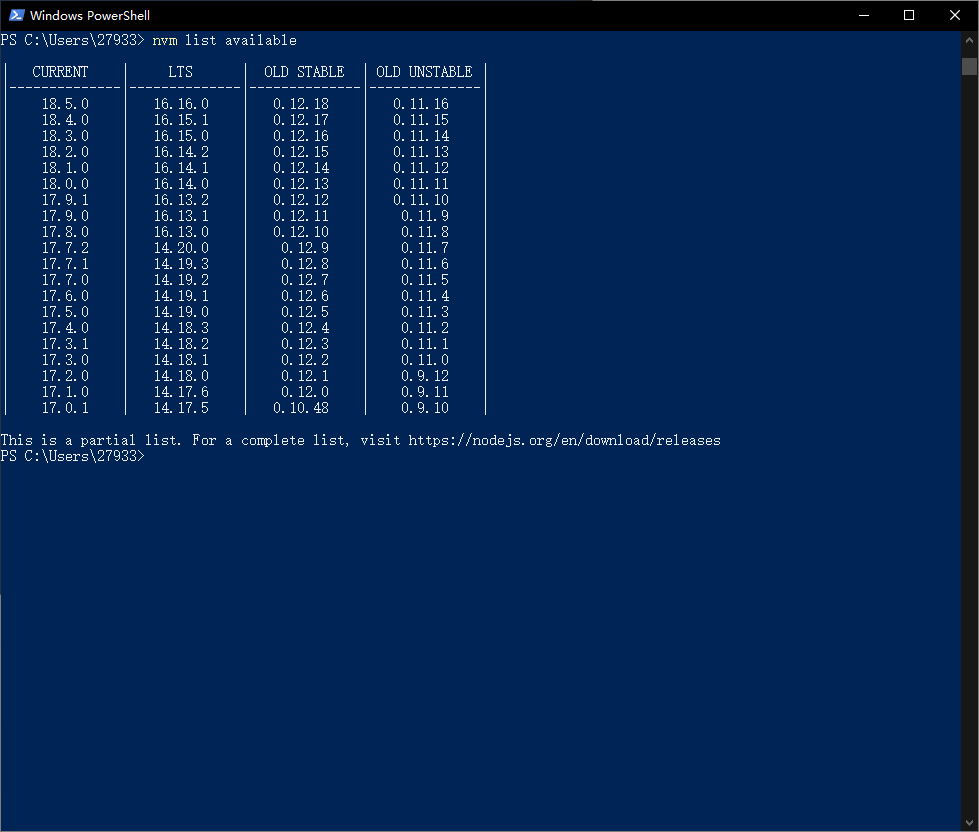 Windows PowerShell
PS C:\Users\27933> nvm list available
| CURRENT | LTS | OLD STABLE | OLD UNSTABLE |
|--------------|--------------|--------------|--------------|
| 18.5.0 | 16.16.0 | 0.12.18 | 0.11.16 |
| 18.4.0 | 16.15.1 | 0.12.17 | 0.11.15 |
| 18.3.0 | 16.15.0 | 0.12.16 | 0.11.14 |
| 18.2.0 | 16.14.2 | 0.12.15 | 0.11.13 |
| 18.1.0 | 16.14.1 | 0.12.14 | 0.11.12 |
| 18.0.0 | 16.14.0 | 0.12.13 | 0.11.11 |
| 17.9.1 | 16.13.2 | 0.12.12 | 0.11.10 |
| 17.9.0 | 16.13.1 | 0.12.11 | 0.11.9 |
| 17.8.0 | 16.13.0 | 0.12.10 | 0.11.8 |
| 17.7.2 | 14.20.0 | 0.12.9 | 0.11.7 |
| 17.7.1 | 14.19.3 | 0.12.8 | 0.11.6 |
| 17.7.0 | 14.19.2 | 0.12.7 | 0.11.5 |
| 17.6.0 | 14.19.1 | 0.12.6 | 0.11.4 |
| 17.5.0 | 14.19.0 | 0.12.5 | 0.11.3 |
| 17.4.0 | 14.18.3 | 0.12.4 | 0.11.2 |
| 17.3.1 | 14.18.2 | 0.12.3 | 0.11.1 |
| 17.3.0 | 14.18.1 | 0.12.2 | 0.11.0 |
| 17.2.0 | 14.18.0 | 0.12.1 | 0.9.12 |
| 17.1.0 | 14.17.6 | 0.12.0 | 0.9.11 |
| 17.0.1 | 14.17.5 | 0.10.48 | 0.9.10 |
This is a partial list. For a complete list, visit https://nodejs.org/en/download/releases
PS C:\Users\27933>